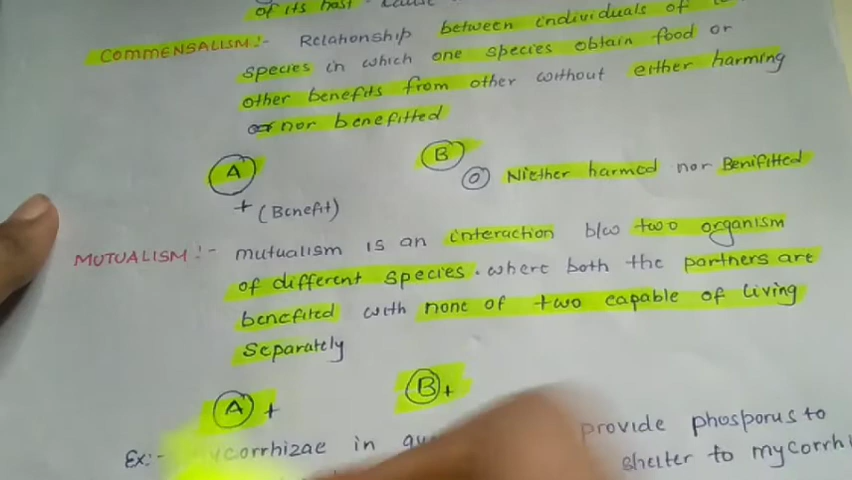 of its host
COMMENSALISM :- Relationship between individuals of
species in which one species obtain food or
other benefits from other without either harming
or nor benefitted
A B
+ (Benefit) 0 Niether harmed nor Benifitted
MUTUALISM :- mutualism is an interaction b/w two organism
of different species. where both the partners are
benefited with none of two capable of living
Separately
A + B +
Ex:- Mycorrhizae in provide phosporus to
shelter to mycorrhi